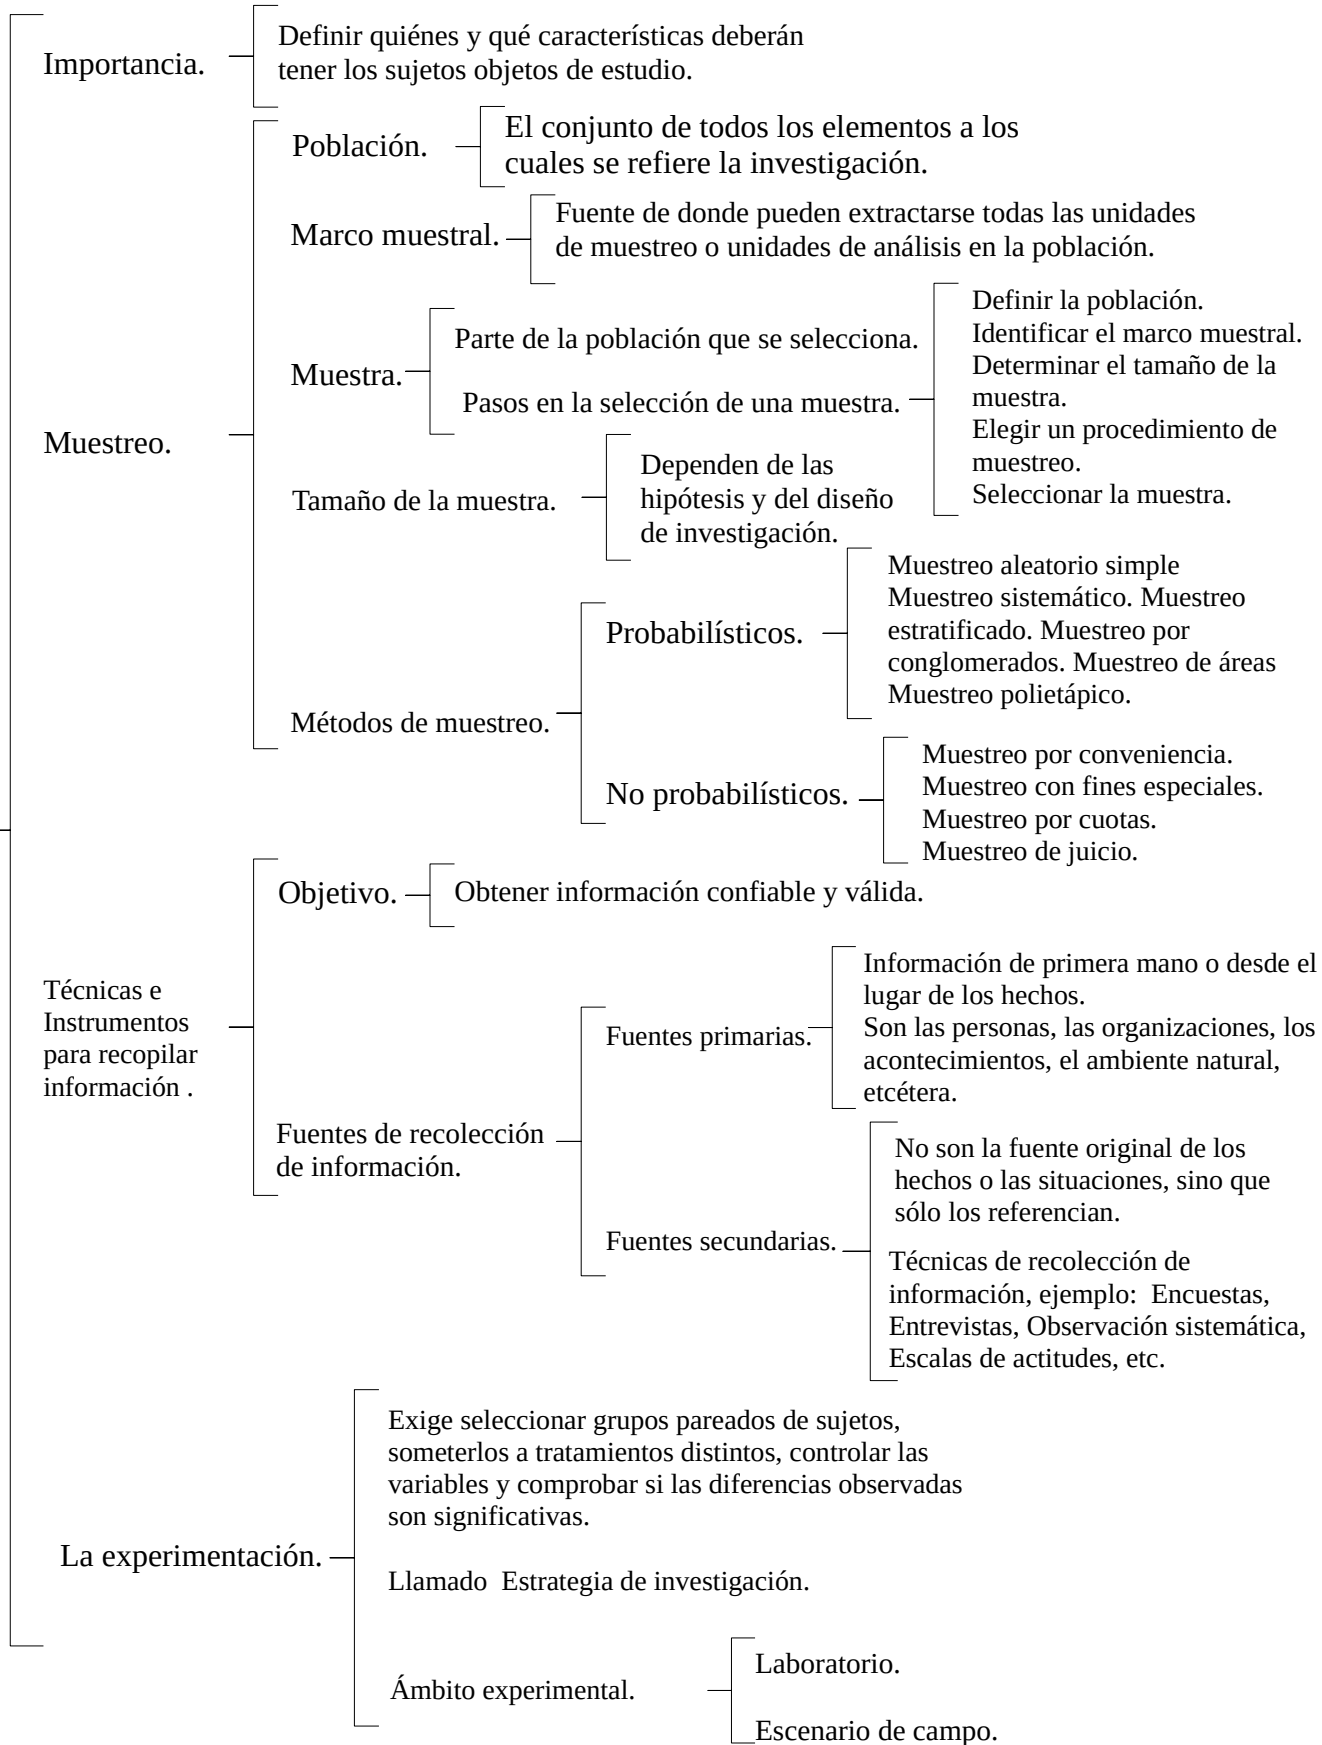 Importancia.
Definir quiénes y qué características deberán
tener los sujetos objetos de estudio.
Muestreo.
Población.
El conjunto de todos los elementos a los
cuales se refiere la investigación.
Marco muestral.
Fuente de donde pueden extractarse todas las unidades
de muestreo o unidades de análisis en la población.
Muestra.
Parte de la población que se selecciona.
Pasos en la selección de una muestra.
Definir la población.
Identificar el marco muestral.
Determinar el tamaño de la
muestra.
Elegir un procedimiento de
muestreo.
Seleccionar la muestra.
Tamaño de la muestra.
Dependen de las
hipótesis y del diseño
de investigación.
Métodos de muestreo.
Probabilísticos.
Muestreo aleatorio simple
Muestreo sistemático. Muestreo
estratificado. Muestreo por
conglomerados. Muestreo de áreas
Muestreo polietápico.
No probabilísticos.
Muestreo por conveniencia.
Muestreo con fines especiales.
Muestreo por cuotas.
Muestreo de juicio.
Técnicas e
Instrumentos
para recopilar
información .
Objetivo.
Obtener información confiable y válida.
Fuentes de recolección
de información.
Fuentes primarias.
Información de primera mano o desde el
lugar de los hechos.
Son las personas, las organizaciones, los
acontecimientos, el ambiente natural,
etcétera.
Fuentes secundarias.
No son la fuente original de los
hechos o las situaciones, sino que
sólo los referencian.
Técnicas de recolección de
información, ejemplo:  Encuestas,
Entrevistas, Observación sistemática,
Escalas de actitudes, etc.
La experimentación.
Exige seleccionar grupos pareados de sujetos,
someterlos a tratamientos distintos, controlar las
variables y comprobar si las diferencias observadas
son significativas.
Llamado  Estrategia de investigación.
Ámbito experimental.
Laboratorio.
Escenario de campo.